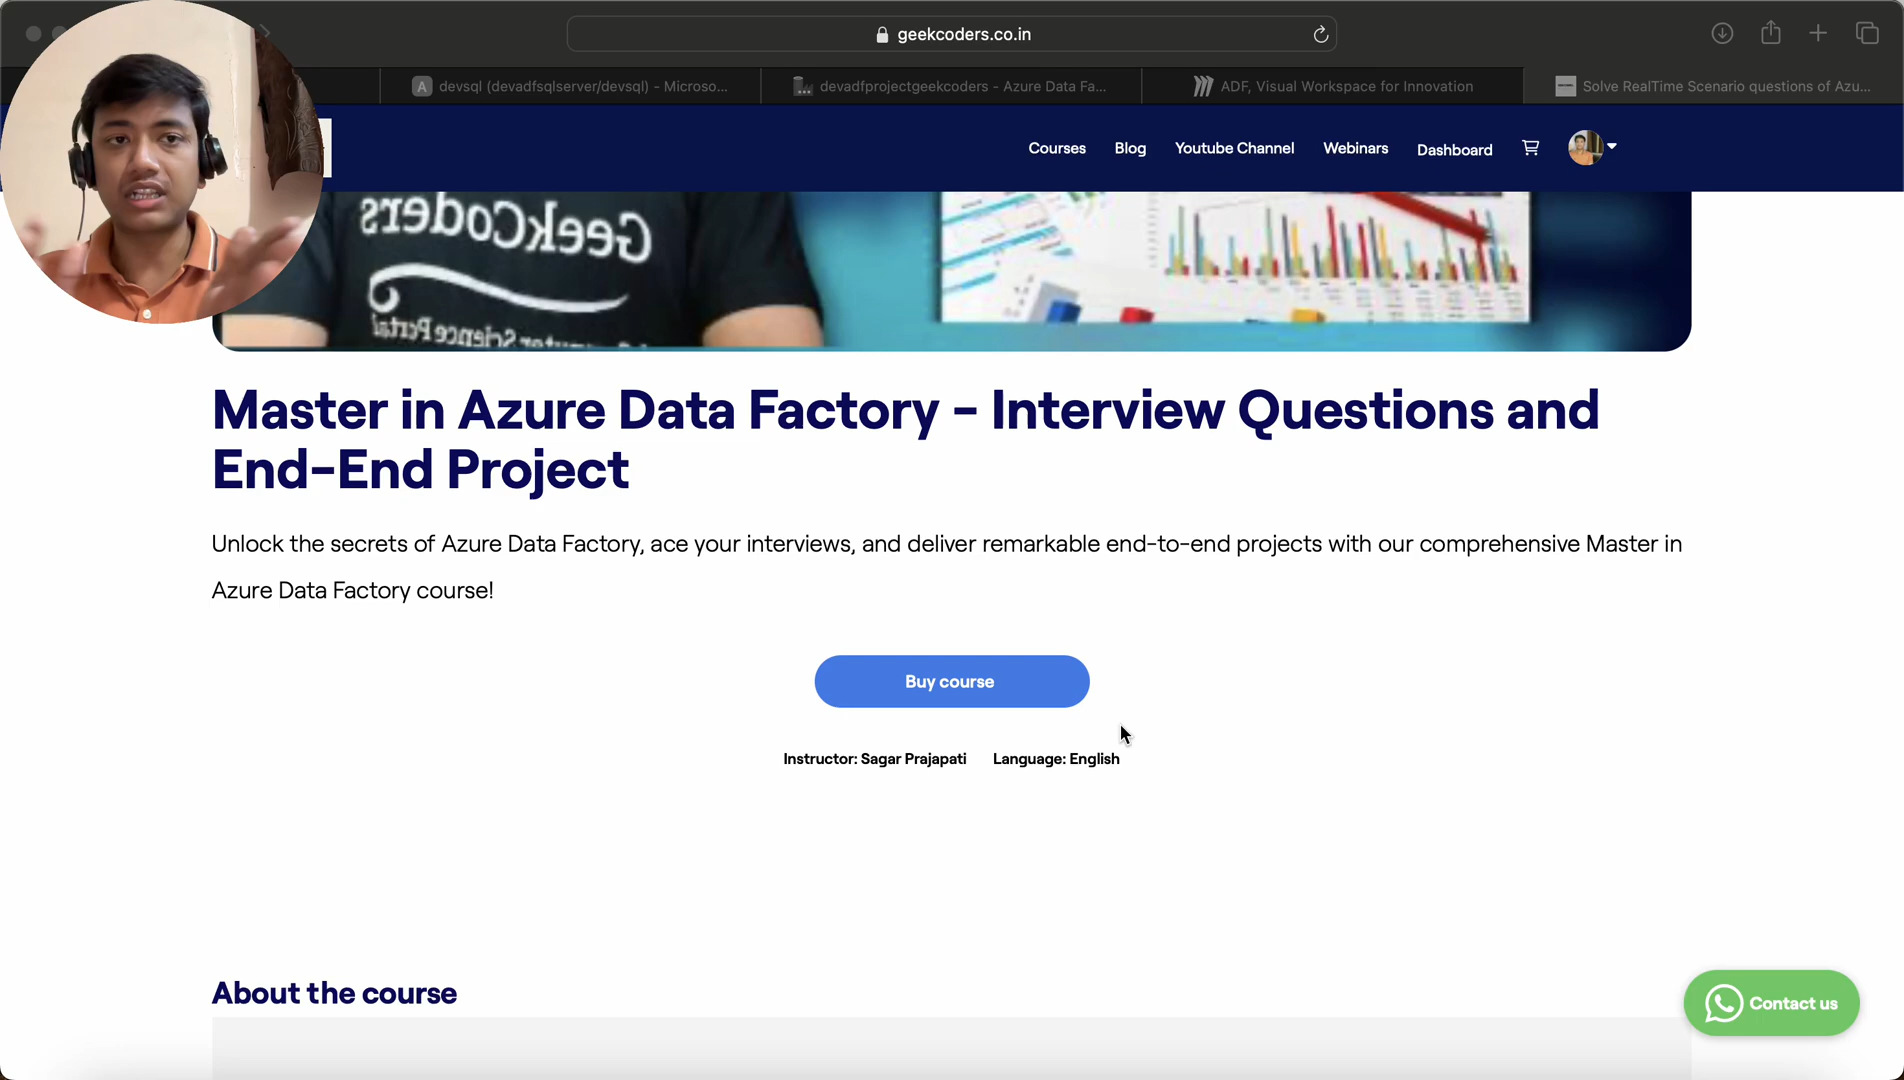 geekcoders.co.in
devsql (devadfsqlserver/devsql) - Microso...
devadfprojectgeekcoders - Azure Data Fa...
ADF, Visual Workspace for Innovation
Solve RealTime Scenario questions of Azu...
Courses
Blog
Youtube Channel
Webinars
Dashboard
GeekCoders
Master in Azure Data Factory - Interview Questions and
End-End Project
Unlock the secrets of Azure Data Factory, ace your interviews, and deliver remarkable end-to-end projects with our comprehensive Master in
Azure Data Factory course!
Buy course
Instructor: Sagar Prajapati
Language: English
About the course
Contact us